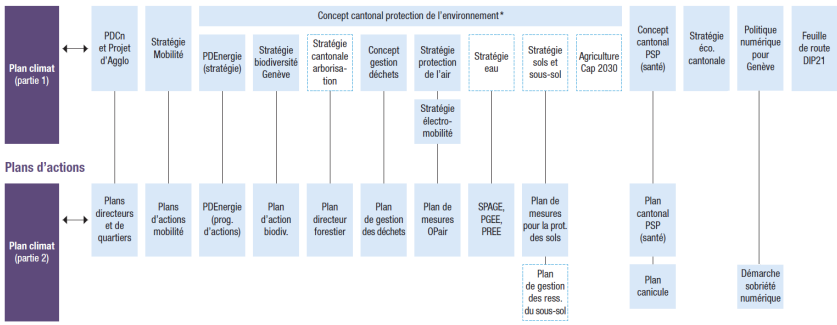 Concept cantonal protection de l'environnement*
Plan climat
(partie 1)
PDCn
et Projet
d'Agglo
Stratégie
Mobilité
PDEnergie
(stratégie)
Stratégie
biodiversité
Genève
Stratégie
cantonale
arbori-
sation
Concept
gestion
déchets
Stratégie
protection
de l'air
Stratégie
électro-
mobilité
Stratégie
eau
Stratégie
sols et
sous-sol
Agriculture
Cap 2030
Concept
cantonal
PSP
(santé)
Stratégie
éco.
cantonale
Politique
numérique
pour
Genève
Feuille
de route
DIP21
Plans d'actions
Plan climat
(partie 2)
Plans
directeurs
et de
quartiers
Plans
d'actions
mobilité
PDEnergie
(prog.
d'actions)
Plan
d'action
biodiv.
Plan
directeur
forestier
Plan
de gestion
des déchets
Plan de
mesures
OPair
SPAGE,
PGEE,
PREE
Plan de
mesures
pour la prot.
des sols
Plan
de gestion
des ress.
du sous-sol
Plan
cantonal
PSP
(santé)
Plan
canicule
Démarche
sobriété
numérique